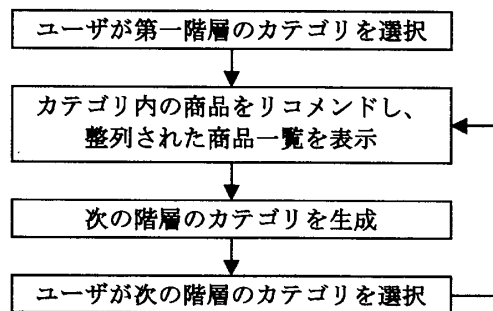 ユーザが第一階層のカテゴリを選択
カテゴリ内の商品をリコメンドし、
整列された商品一覧を表示
次の階層のカテゴリを生成
ユーザが次の階層のカテゴリを選択